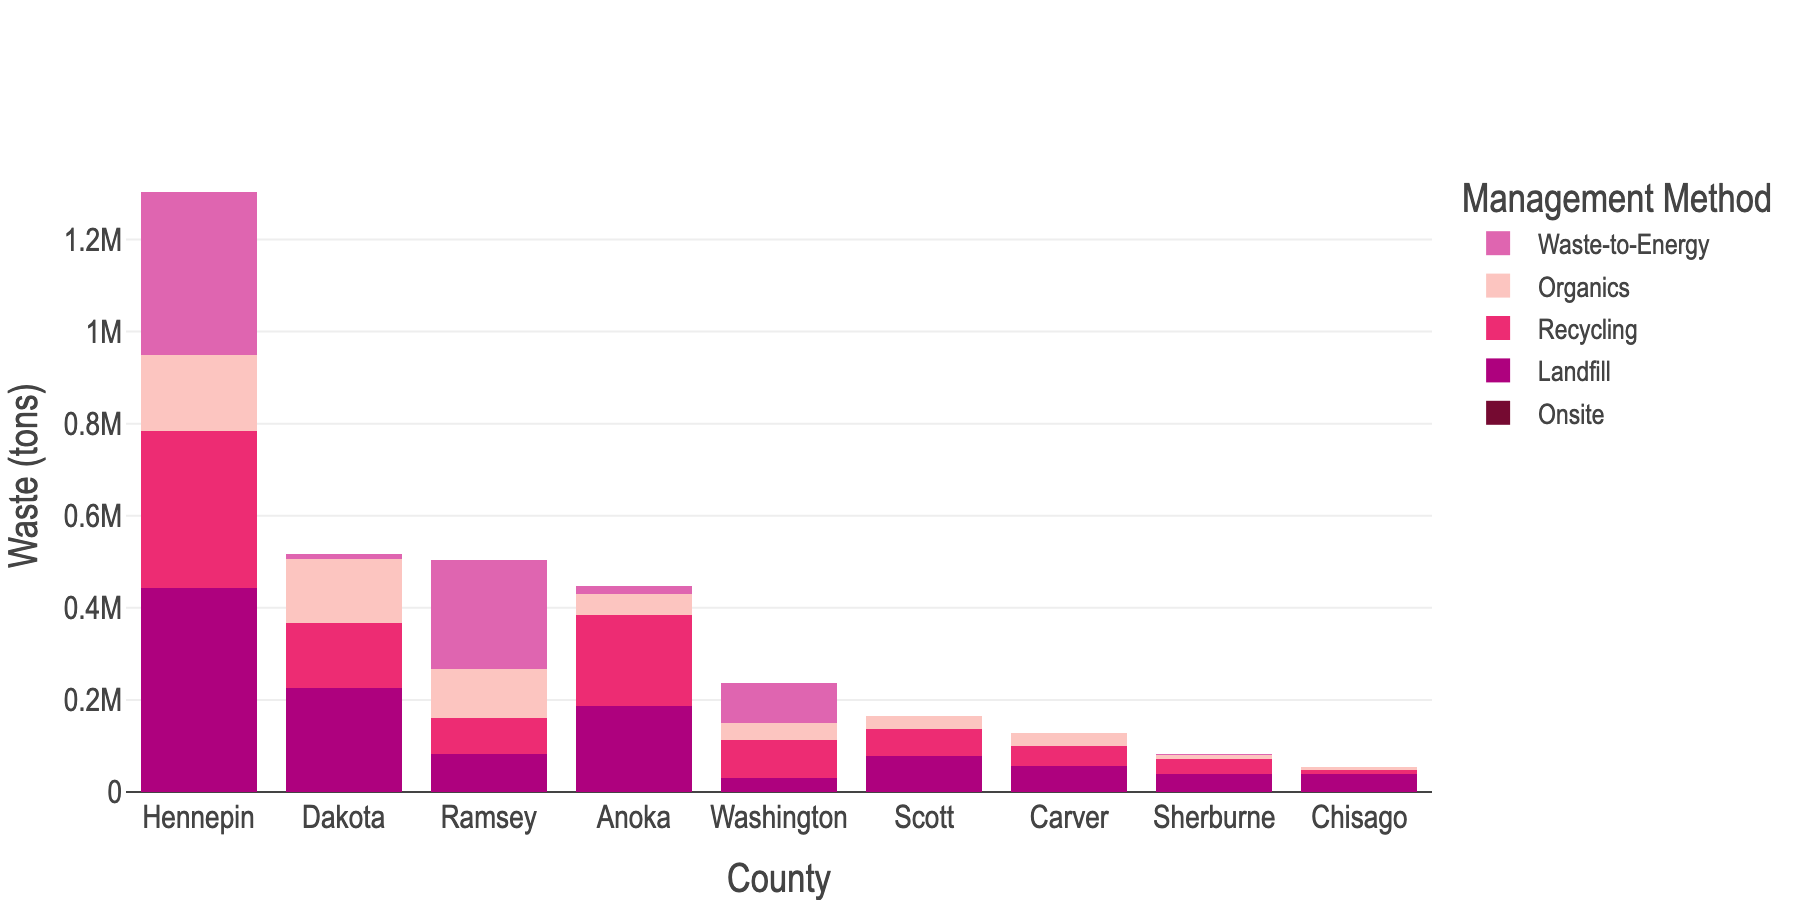 Management Method
Waste-to-Energy
Organics
Recycling
Landfill
Onsite
Waste (tons)
1.2M
1M
0.8M
0.6M
0.4M
0.2M
0
Hennepin Dakota Ramsey Anoka Washington Scott Carver Sherburne Chisago
County